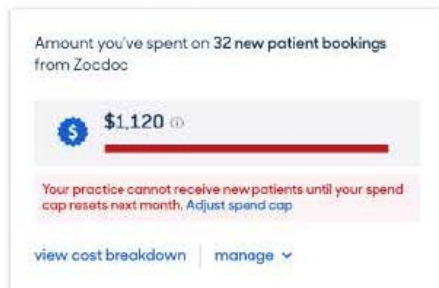 Amount you've spent on 32 new patient bookings
from Zocdoc
$1,120
Your practice cannot receive new patients until your spend
cap resets next month. Adjust spend cap
view cost breakdown manage